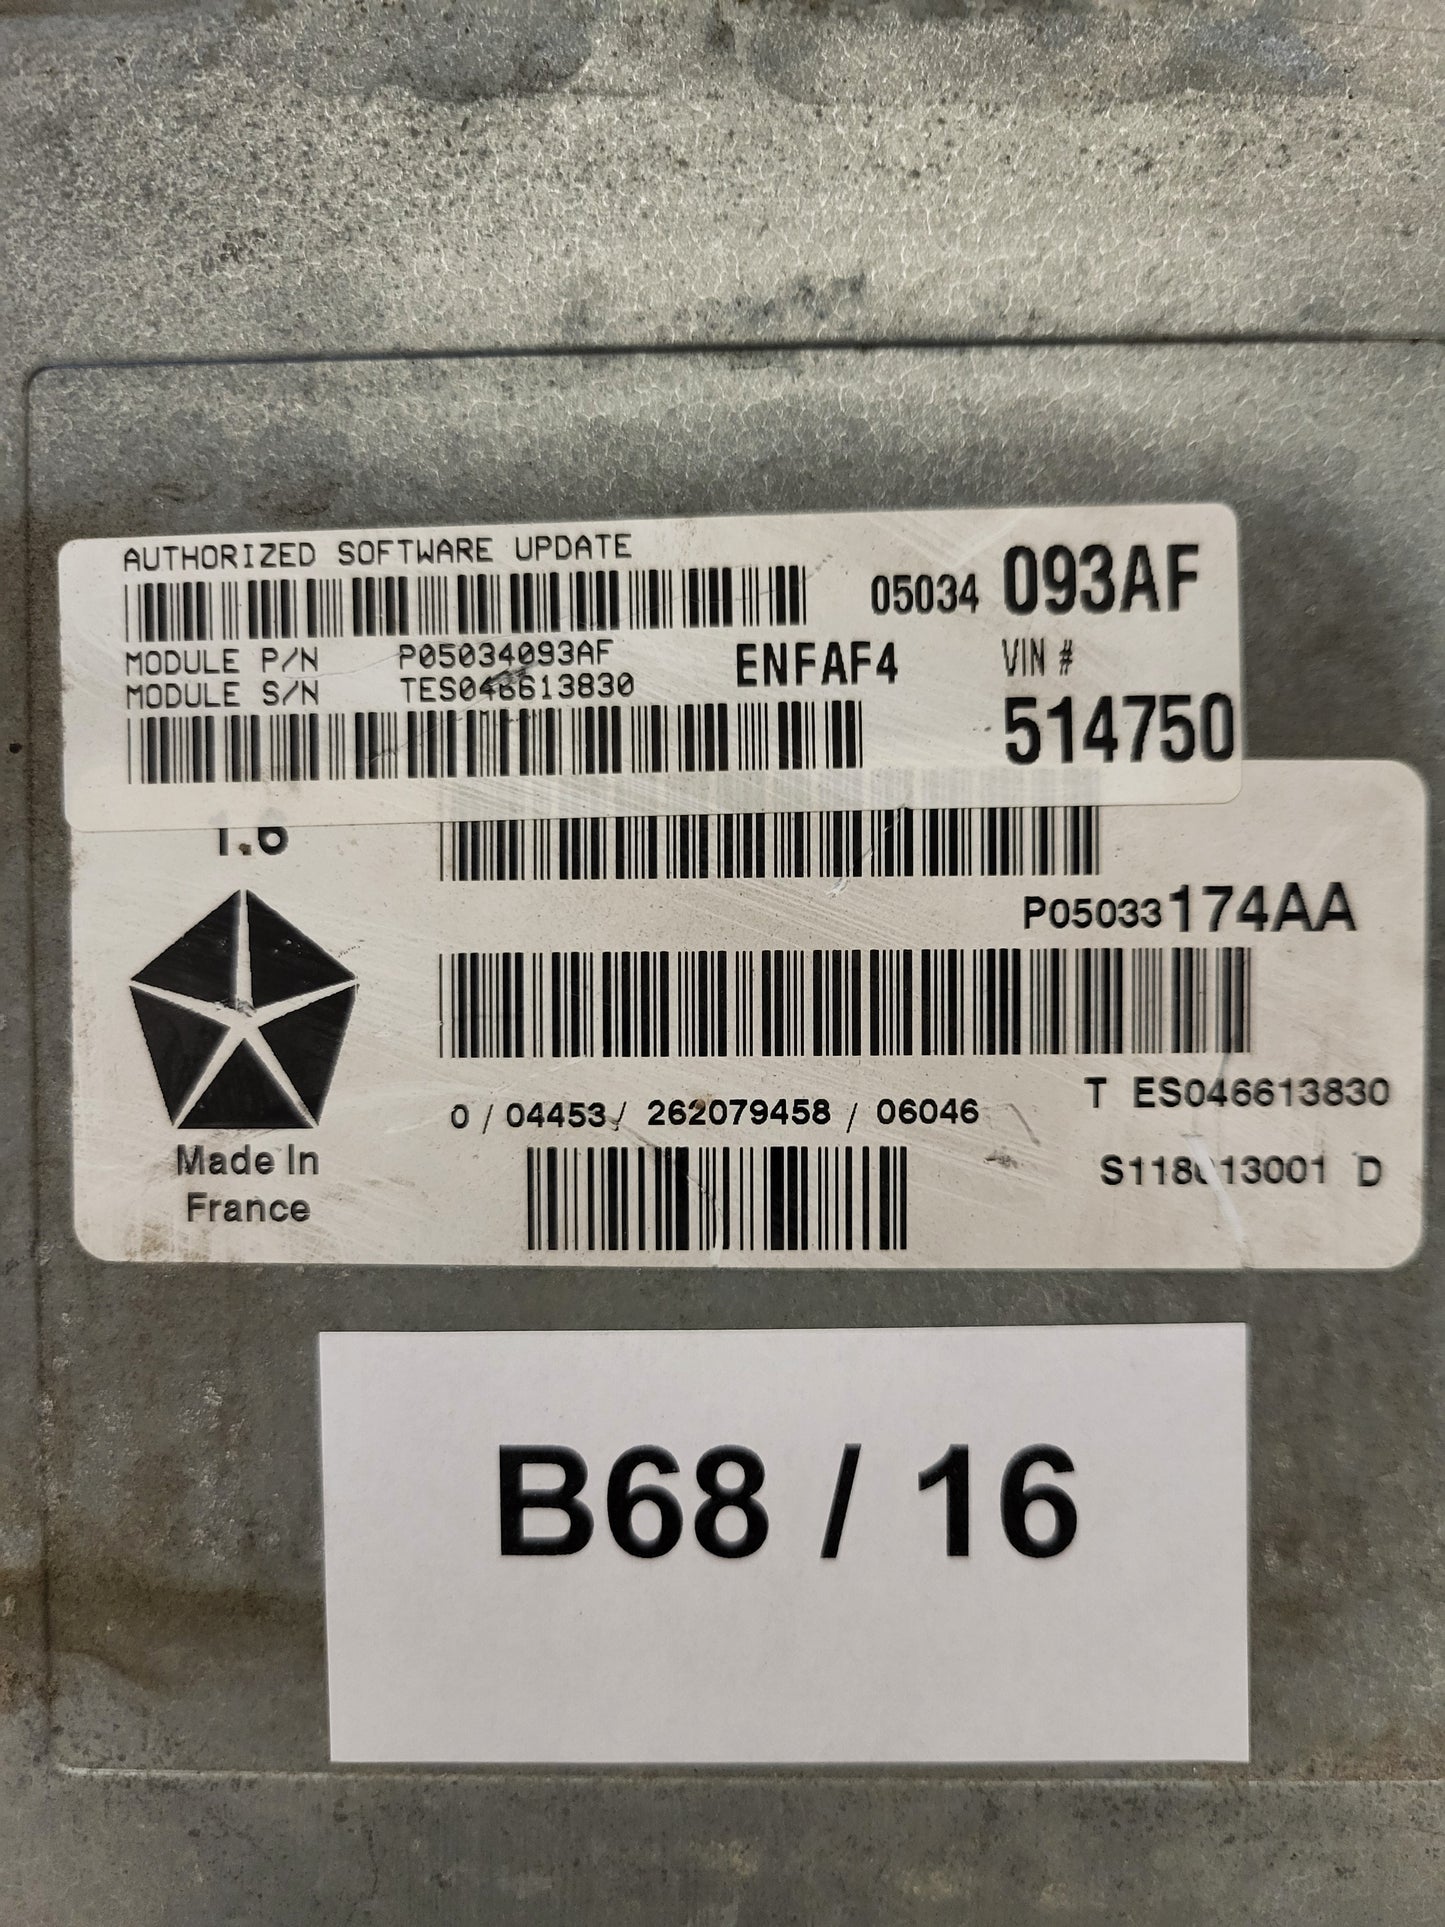 AUTHORIZED SOFTWARE UPDATE
05034 093AF
MODULE P/N P05034093AF
ENFAF4
VIN #
MODULE S/N TES046613830
514750
1.6
P05033174AA
T ES046613830
0 / 04453 / 262079458 / 06046
Made In
France
D
B68 / 16